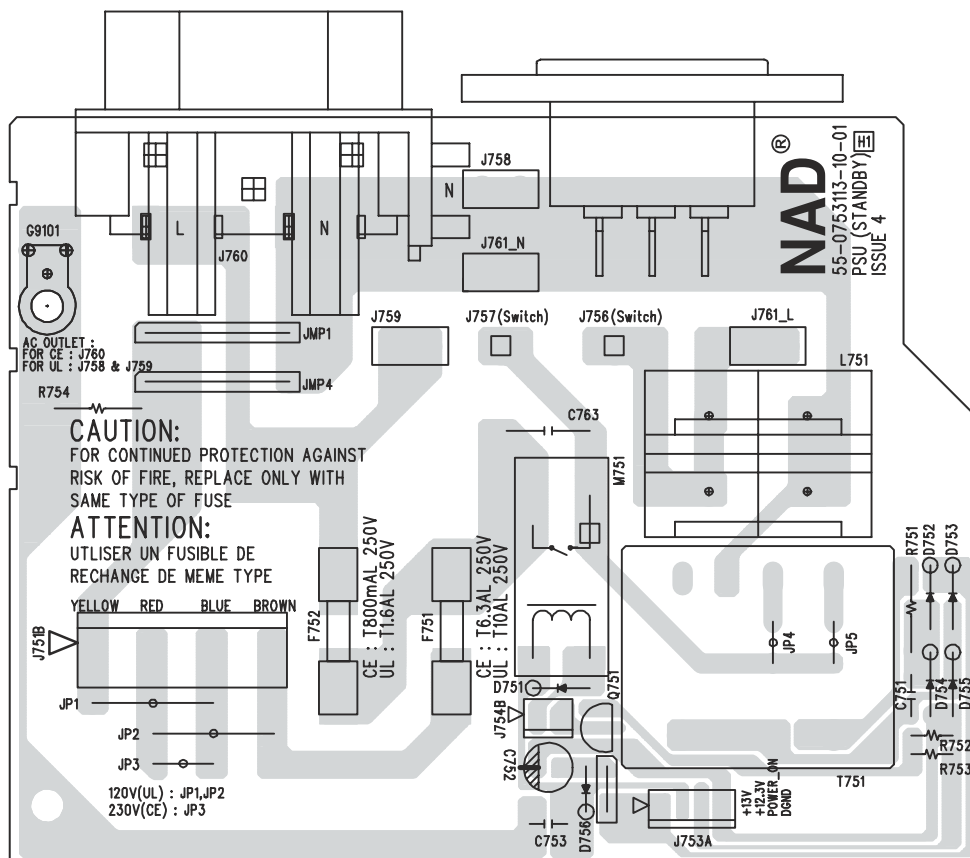 J758
N
NAD®
55-0753113-10-01
PSU (STANDBY) H1
ISSUE 4
G9101
L
N
J760
J761_N
AC OUTLET :
FOR CE : J760
FOR UL : J758 & J759
JMP1
J759
J757(Switch)
J756(Switch)
J761_L
L751
JMP4
R754
C763
CAUTION:
FOR CONTINUED PROTECTION AGAINST
RISK OF FIRE, REPLACE ONLY WITH
SAME TYPE OF FUSE
ATTENTION:
UTLISER UN FUSIBLE DE
RECHANGE DE MEME TYPE
M751
R751
D752
D753
YELLOW RED BLUE BROWN
J751B
F752
CE : T800mAL 250V
UL : T1.6AL 250V
F751
CE : T6.3AL 250V
UL : T10AL 250V
JP4
JP5
D751
Q751
C751
D754
D755
JP1
J754B
JP2
R752
JP3
C752
R753
120V(UL) : JP1,JP2
230V(CE) : JP3
T751
+13V
+12.3V
POWER_ON
DGND
C753
D756
J753A